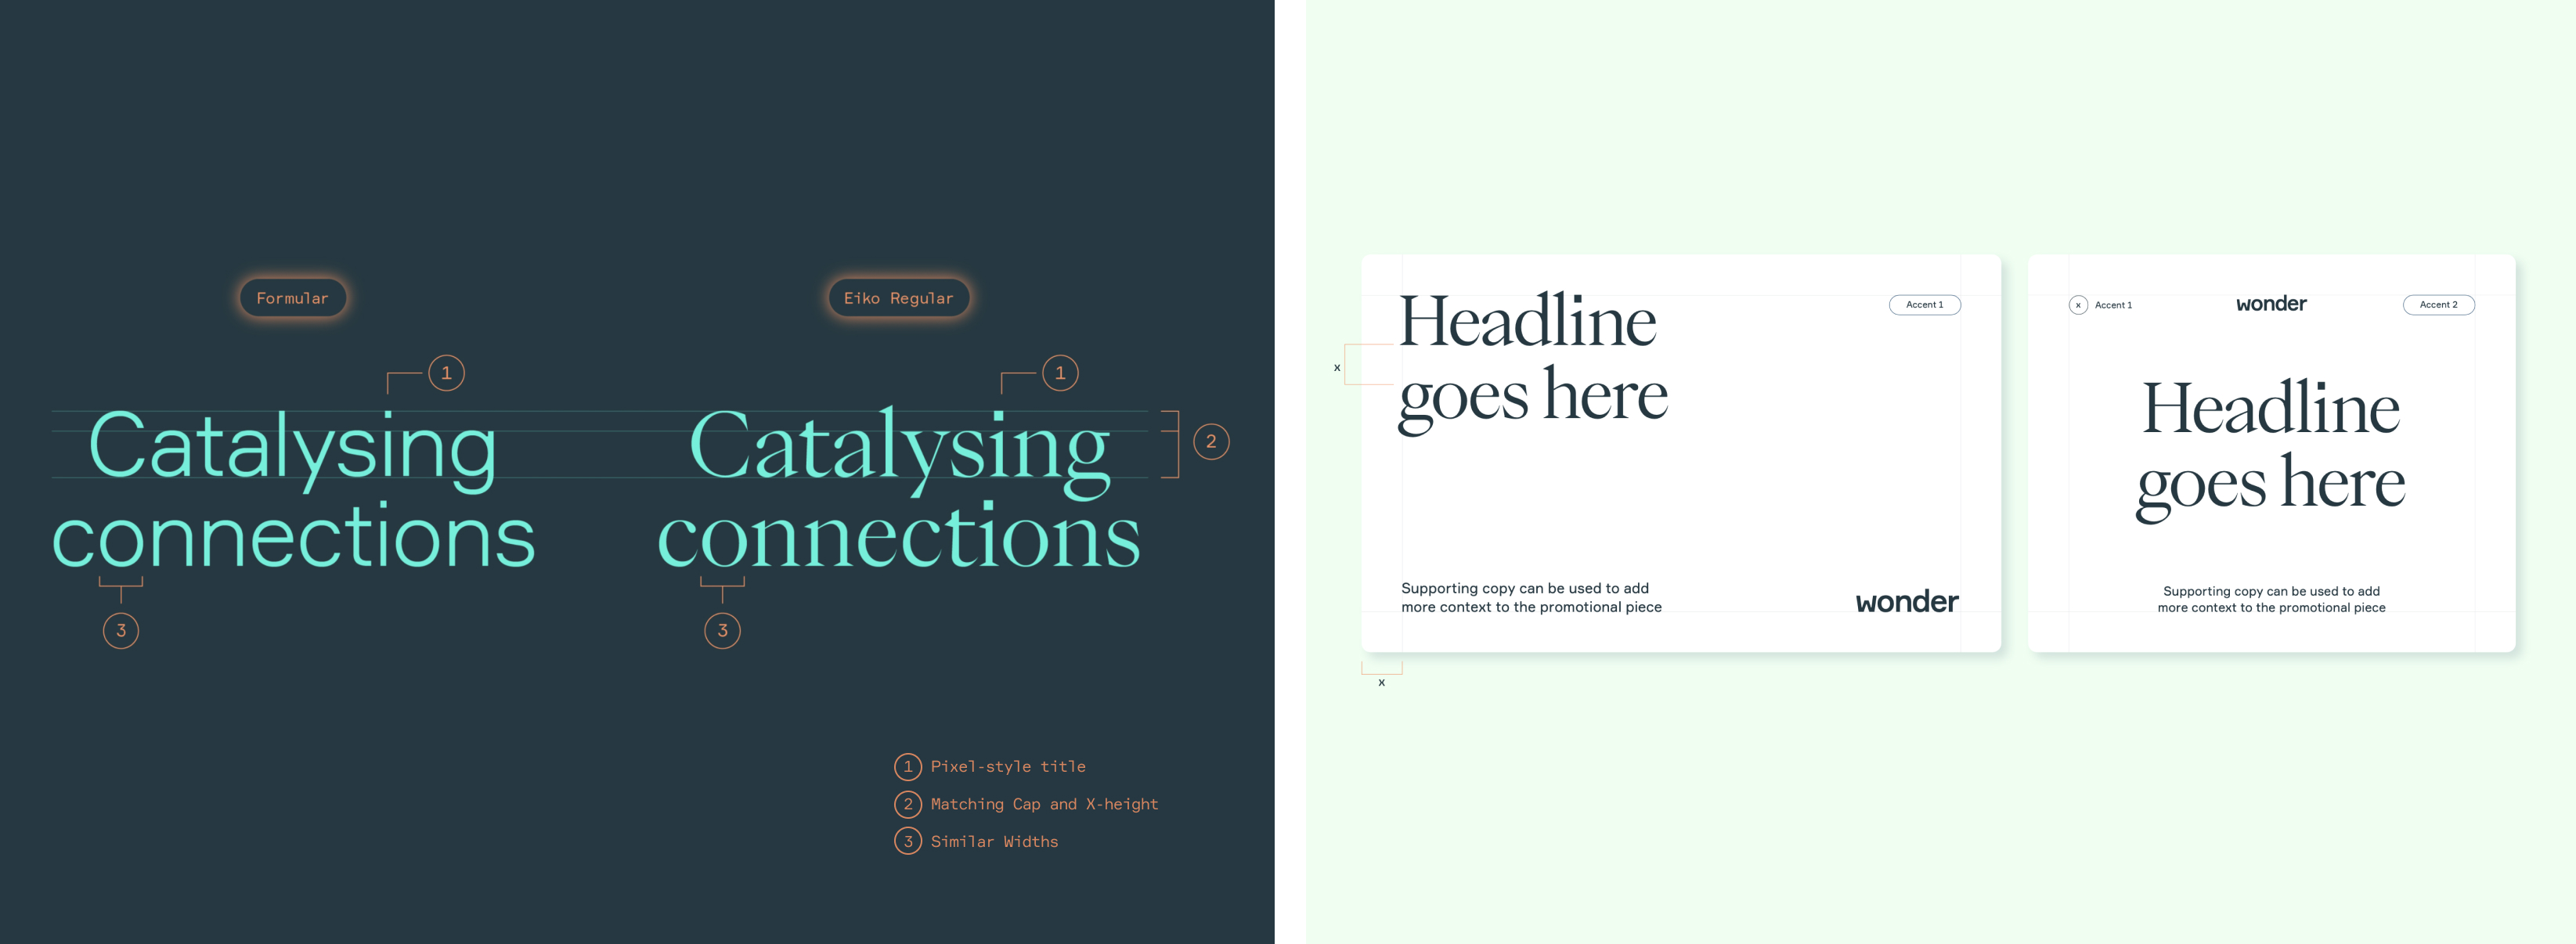 Formular
Eiko Regular
1
1
Catalysing
connections
Catalysing
connections
2
3
3
1 Pixel-style title
2 Matching Cap and X-height
3 Similar Widths
Headline
goes here
Accent 1
x
Supporting copy can be used to add
more context to the promotional piece
wonder
x
x Accent 1
wonder
Accent 2
Headline
goes here
Supporting copy can be used to add
more context to the promotional piece